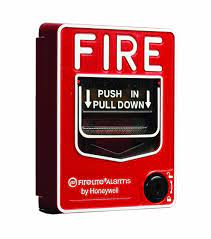 FIRE
PUSH IN
PULL DOWN
FIRE•LITE®ALARMS
by Honeywell